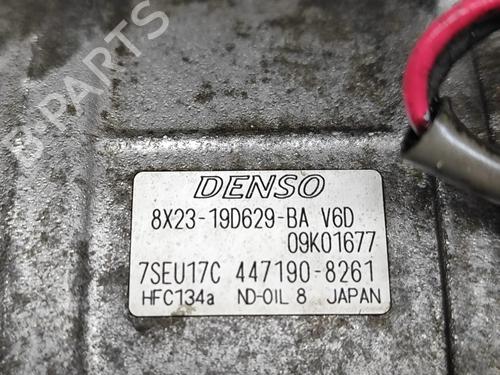 B-PARTS
DENSO
8X23-19D629-BA V6D
09K01677
7SEU17C 447190-8261
HFC134a ND-OIL 8 JAPAN